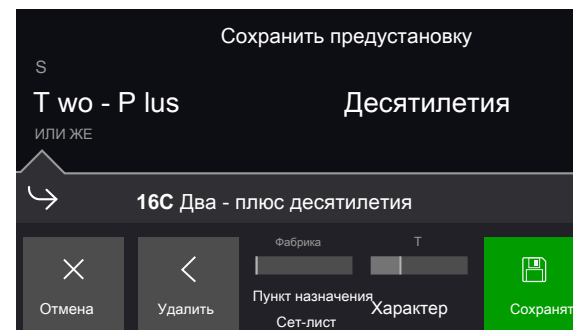 Сохранить предустановку
S
T wo - P lus Десятилетия
ИЛИ ЖЕ
16C Два - плюс десятилетия
Фабрика T
Отмена Удалить Пункт назначения Характер Сохранят
Сет-лист